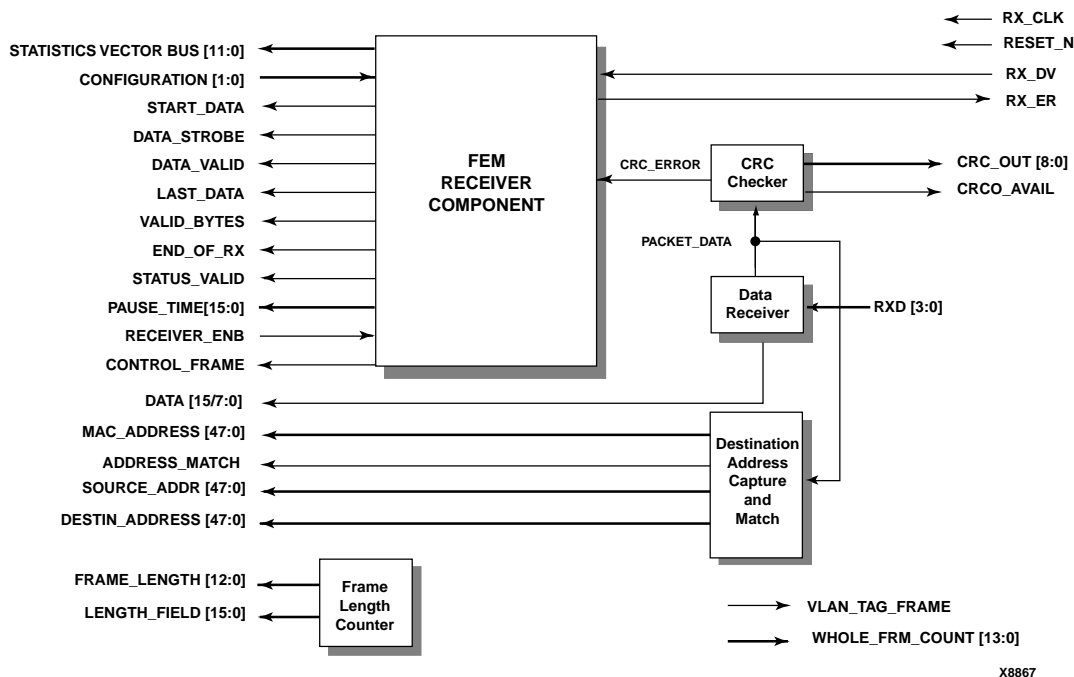 RX_CLK
RESET_N
RX_DV
RX_ER
STATISTICS VECTOR BUS [11:0]
CONFIGURATION [1:0]
START_DATA
DATA_STROBE
DATA_VALID
LAST_DATA
VALID_BYTES
END_OF_RX
STATUS_VALID
PAUSE_TIME[15:0]
RECEIVER_ENB
CONTROL_FRAME
FEM
RECEIVER
COMPONENT
CRC_ERROR
CRC
Checker
CRC_OUT [8:0]
CRCO_AVAIL
PACKET_DATA
Data
Receiver
RXD [3:0]
DATA [15/7:0]
MAC_ADDRESS [47:0]
ADDRESS_MATCH
SOURCE_ADDR [47:0]
DESTIN_ADDRESS [47:0]
Destination
Address
Capture
and
Match
FRAME_LENGTH [12:0]
LENGTH_FIELD [15:0]
Frame
Length
Counter
VLAN_TAG_FRAME
WHOLE_FRM_COUNT [13:0]
X8867